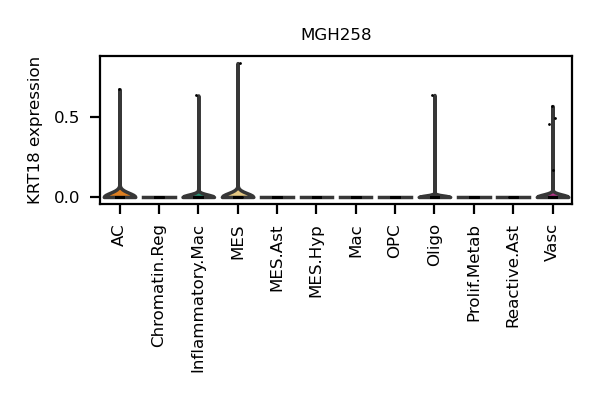 MGH258
KRT18 expression
0.5
0.0
AC
Chromatin.Reg
Inflammatory.Mac
MES
MES.Ast
MES.Hyp
Mac
OPC
Oligo
Prolif.Metab
Reactive.Ast
Vasc